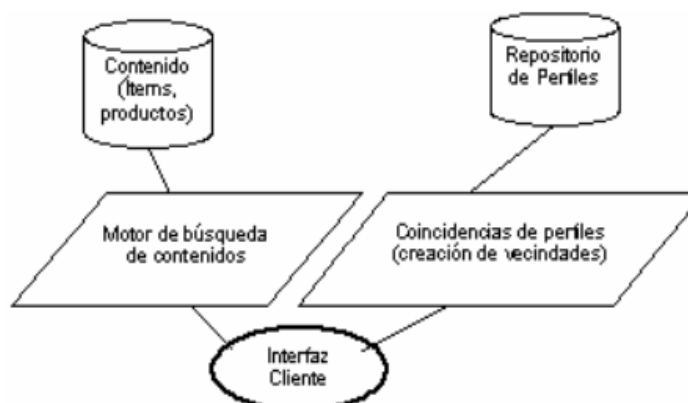 Contenido
(Ítems,
productos)
Repositorio
de Perfiles
Motor de búsqueda
de contenidos
Coincidencias de perfiles
(creación de vecindades)
Interfaz
Cliente